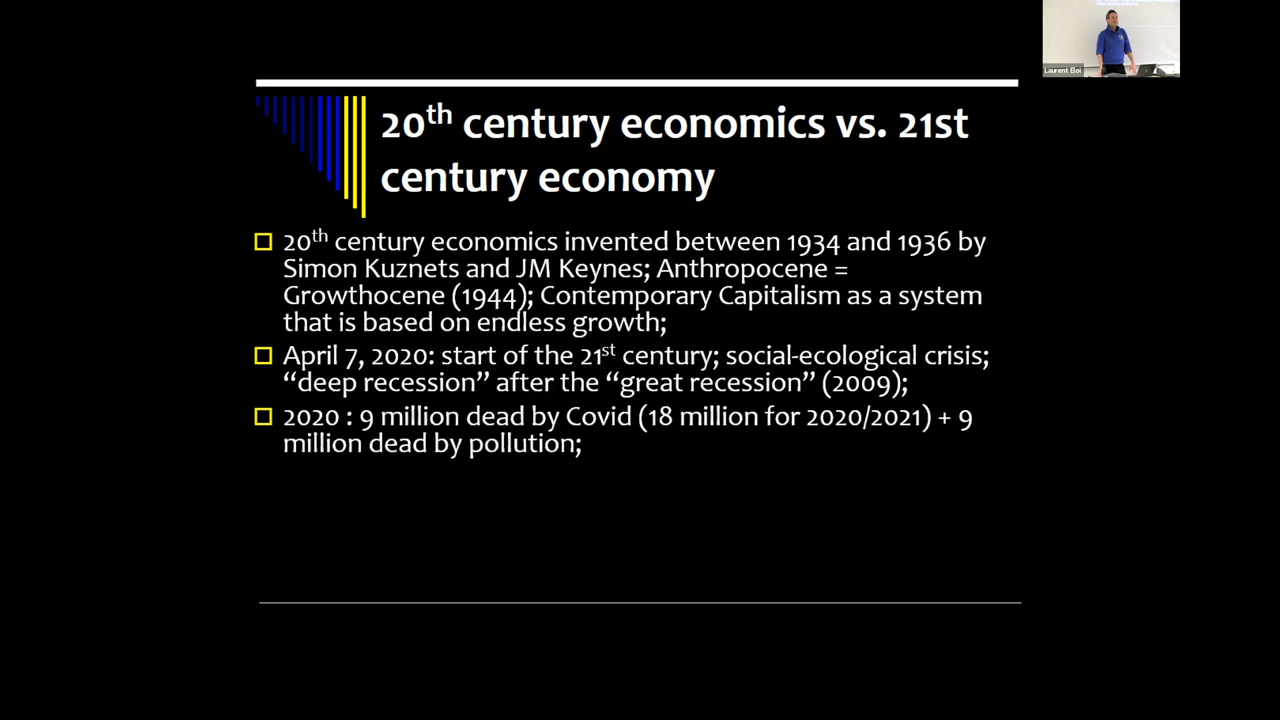 Laurent Eloi
20th century economics vs. 21st
century economy
20th century economics invented between 1934 and 1936 by
Simon Kuznets and JM Keynes; Anthropocene =
Growthocene (1944); Contemporary Capitalism as a system
that is based on endless growth;
April 7, 2020: start of the 21st century; social-ecological crisis;
“deep recession” after the “great recession” (2009);
2020 : 9 million dead by Covid (18 million for 2020/2021) + 9
million dead by pollution;